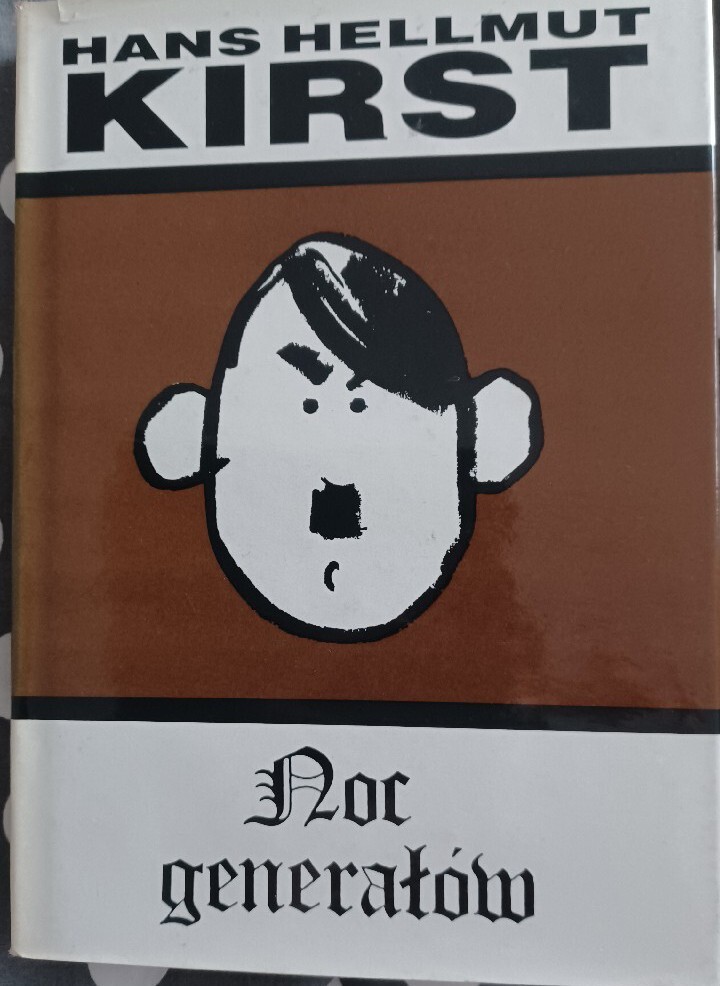 HANS HELLMUT
KIRST
Noc
generałów